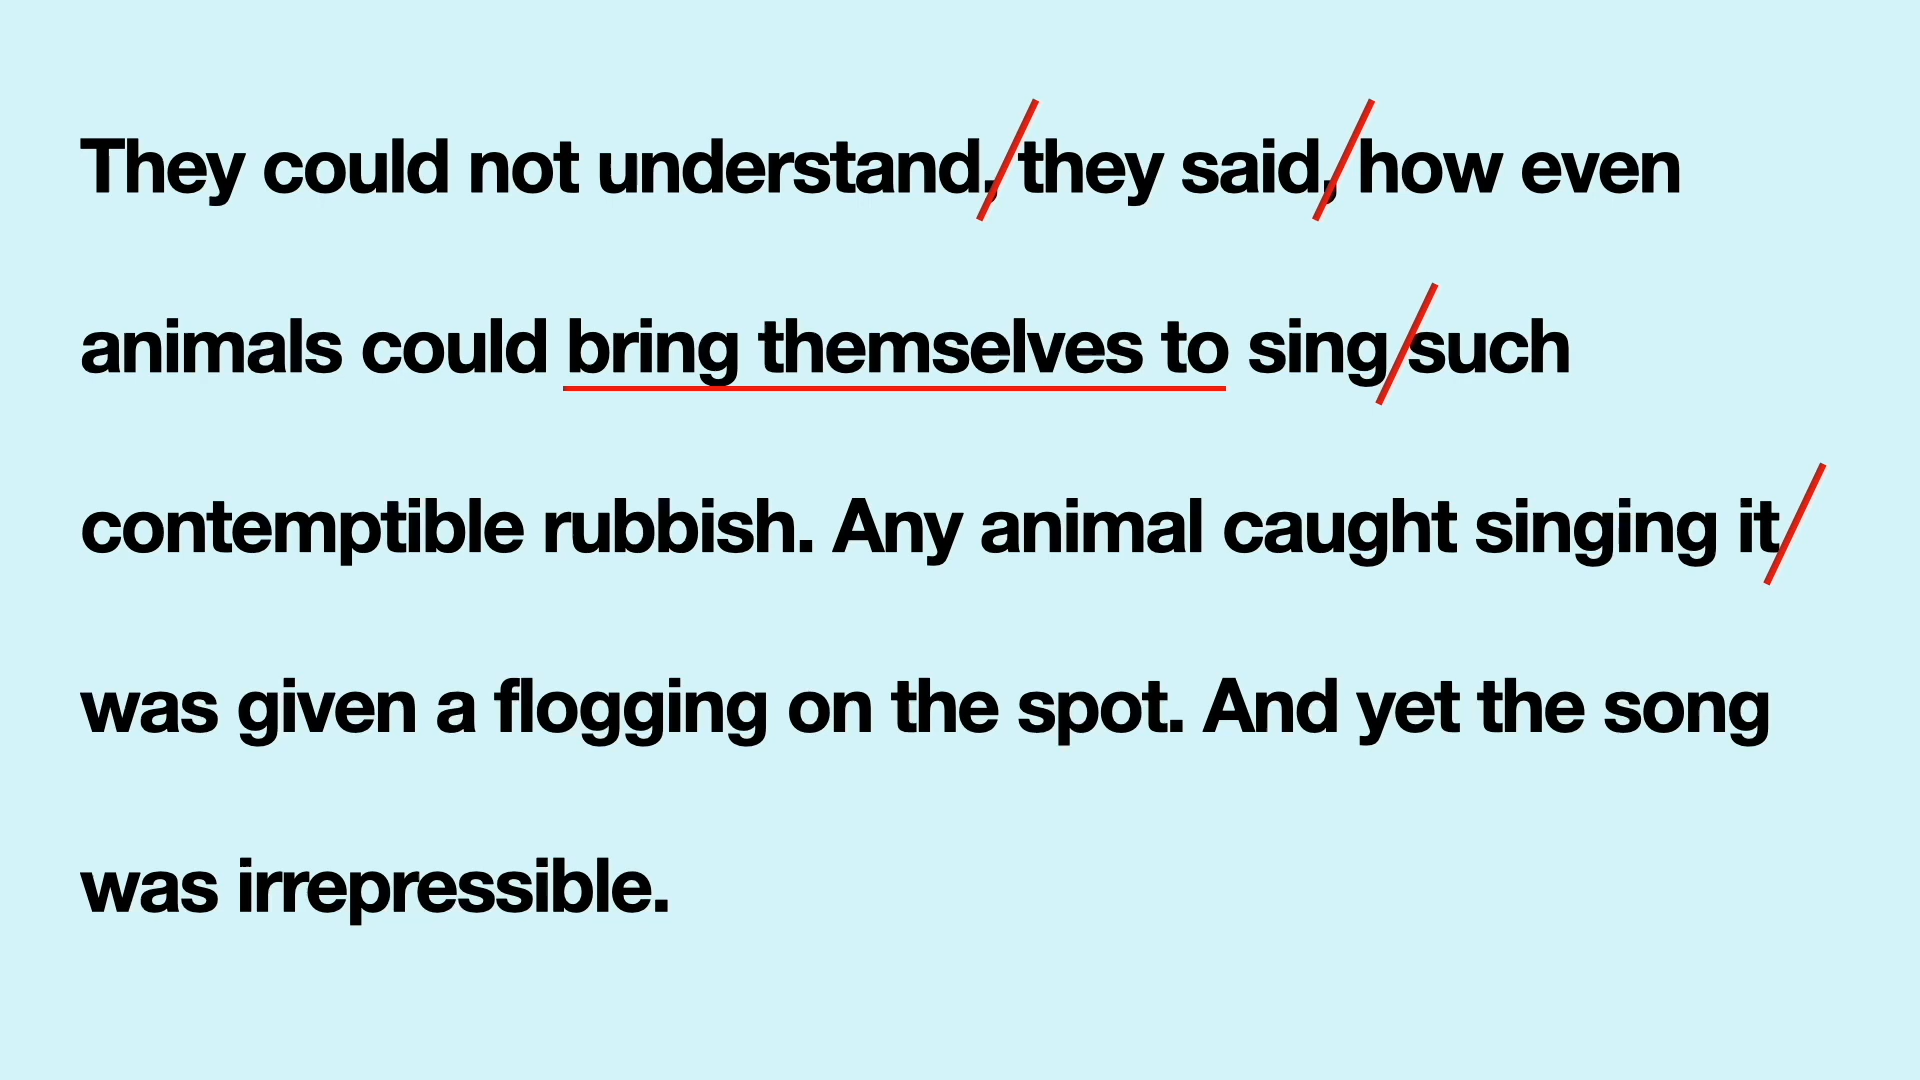 They could not understand, they said, how even
animals could bring themselves to sing such
contemptible rubbish. Any animal caught singing it
was given a flogging on the spot. And yet the song
was irrepressible.